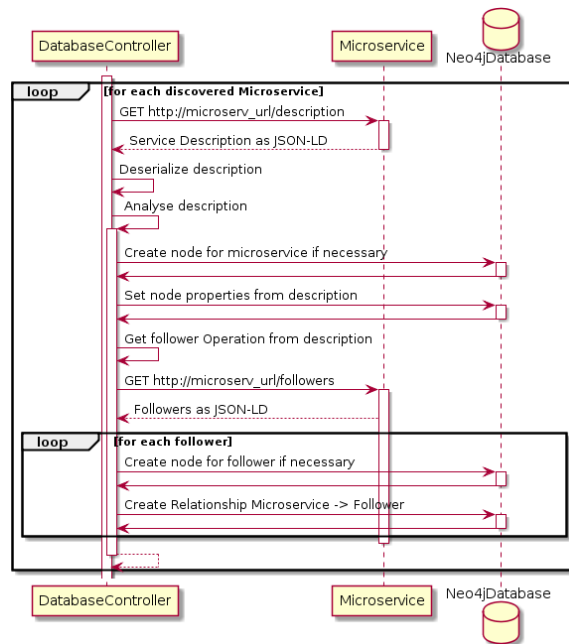 DatabaseController
Microservice
Neo4jDatabase
loop
[for each discovered Microservice]
GET http://microserv_url/description
Service Description as JSON-LD
Deserialize description
Analyse description
Create node for microservice if necessary
Set node properties from description
Get follower Operation from description
GET http://microserv_url/followers
Followers as JSON-LD
loop
[for each follower]
Create node for follower if necessary
Create Relationship Microservice -> Follower
DatabaseController
Microservice
Neo4jDatabase